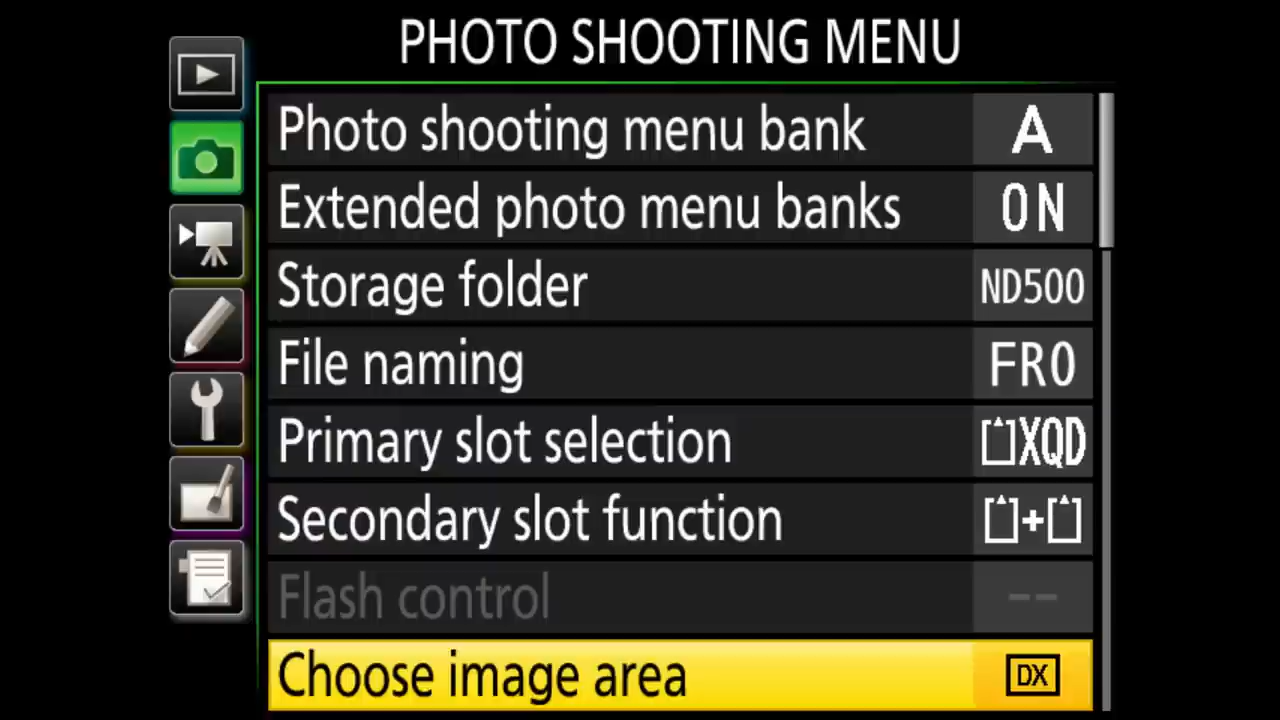 PHOTO SHOOTING MENU
Photo shooting menu bank A
Extended photo menu banks ON
Storage folder ND500
File naming FRO
Primary slot selection XQD
Secondary slot function +
Flash control --
Choose image area DX